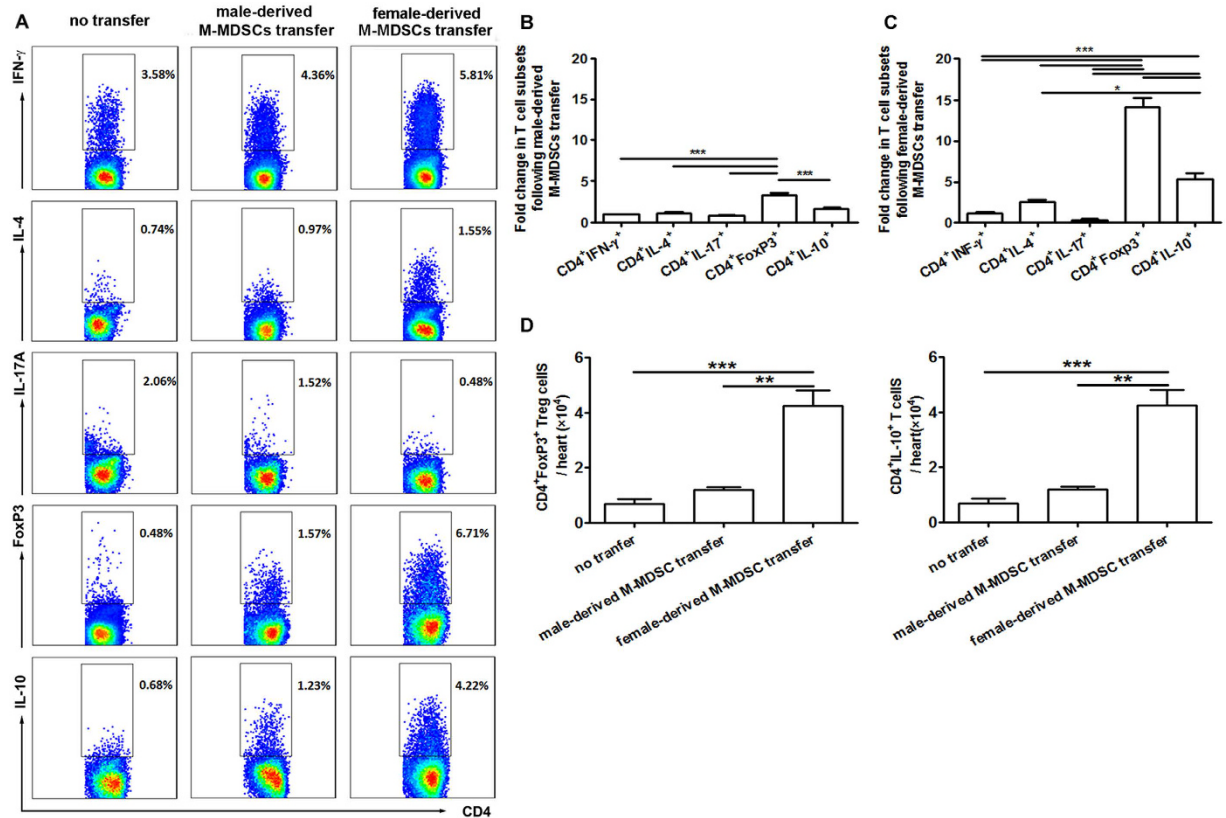 A
no transfer
male-derived
M-MDSCs transfer
female-derived
M-MDSCs transfer
IFN-γ
3.58%
4.36%
5.81%
IL-4
0.74%
0.97%
1.55%
IL-17A
2.06%
1.52%
0.48%
FoxP3
0.48%
1.57%
6.71%
IL-10
0.68%
1.23%
4.22%
CD4
B
Fold change in T cell subsets
following male-derived
M-MDSCs transfer
20
15
10
5
0
***
***
CD4⁺IFN-γ⁺
CD4⁺IL-4⁺
CD4⁺IL-17⁺
CD4⁺FoxP3⁺
CD4⁺IL-10⁺
C
Fold change in T cell subsets
following female-derived
M-MDSCs transfer
20
15
10
5
0
***
*
CD4⁺INF-γ⁺
CD4⁺IL-4⁺
CD4⁺IL-17⁺
CD4⁺Foxp3⁺
CD4⁺IL-10⁺
D
CD4⁺FoxP3⁺ Treg cellS
/ heart (×10⁴)
6
4
2
0
***
**
no tranfer
male-derived M-MDSC transfer
female-derived M-MDSC transfer
CD4⁺IL-10⁺ T cellS
/ heart(×10⁴)
6
4
2
0
***
**
no tranfer
male-derived M-MDSC transfer
female-derived M-MDSC transfer